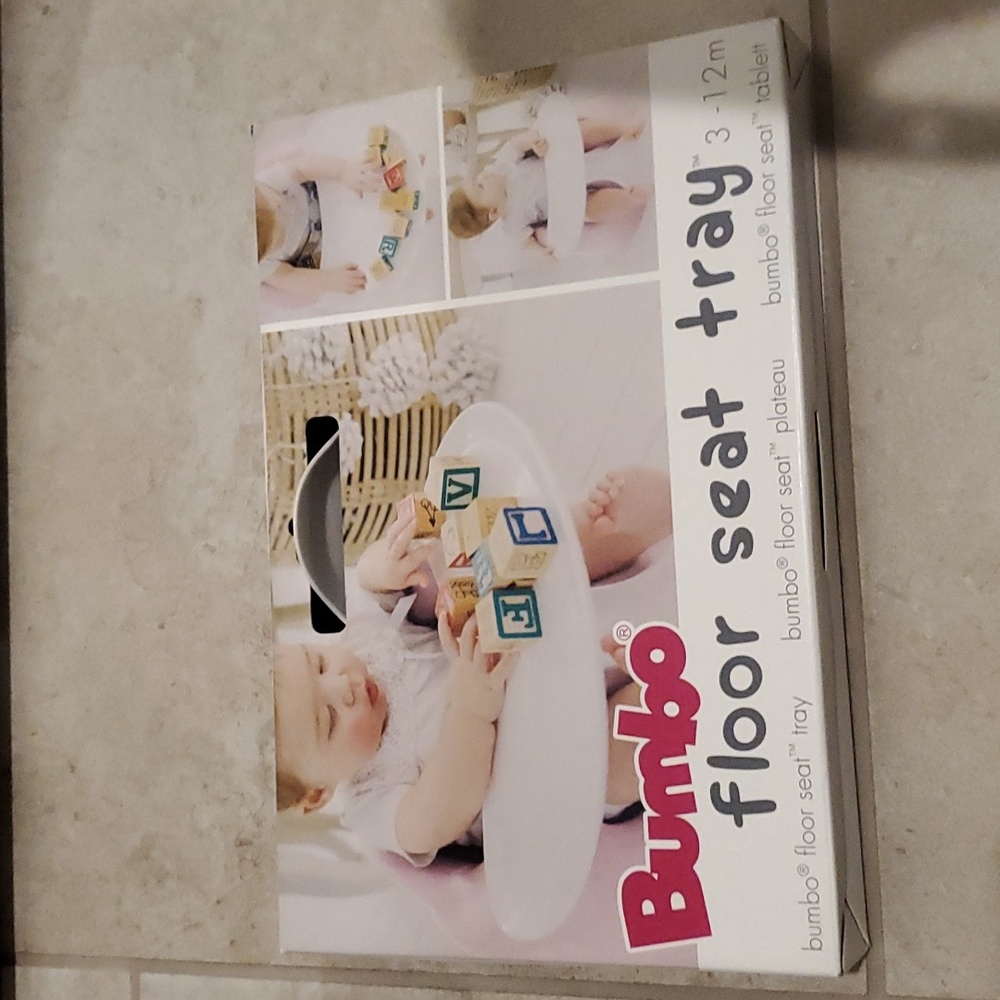 Bumbo®
floor seat tray™ 3-12m
bumbo® floor seat™ tray bumbo® floor seat™ plateau bumbo® floor seat™ tablett
V
L
E
R